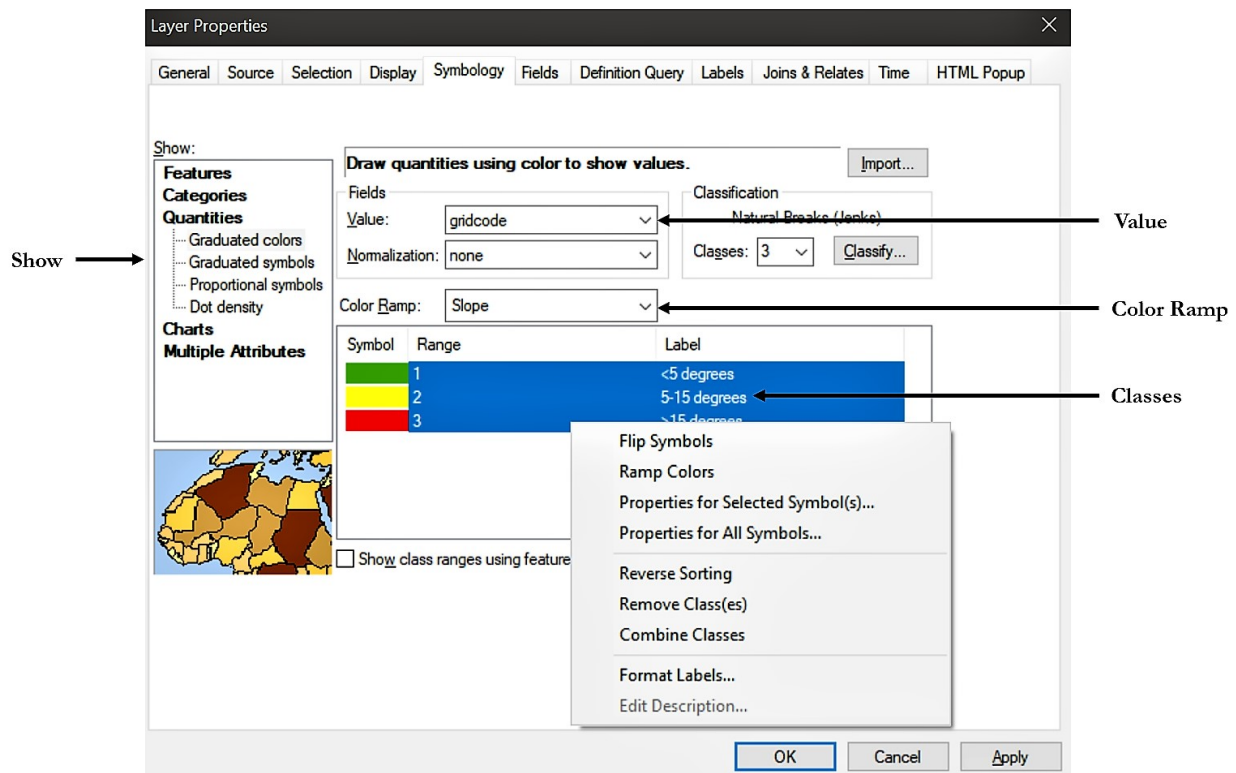 Layer Properties
General Source Selection Display Symbology Fields Definition Query Labels Joins & Relates Time HTML Popup
Show:
Features
Categories
Quantities
Graduated colors
Graduated symbols
Proportional symbols
Dot density
Charts
Multiple Attributes
Draw quantities using color to show values.
Import...
Fields
Value: gridcode
Normalization: none
Classification
Natural Breaks (Jenks)
Classes: 3 Classify...
Color Ramp: Slope
Symbol Range Label
1 <5 degrees
2 5-15 degrees
3 >15 degrees
Show class ranges using feature
Flip Symbols
Ramp Colors
Properties for Selected Symbol(s)...
Properties for All Symbols...
Reverse Sorting
Remove Class(es)
Combine Classes
Format Labels...
Edit Description...
OK Cancel Apply
Show
Value
Color Ramp
Classes